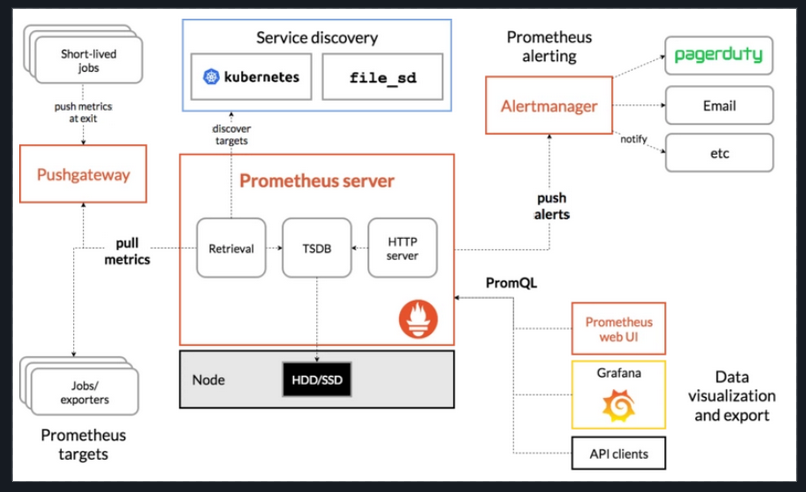 Short-lived
jobs
push metrics
at exit
Pushgateway
pull
metrics
Jobs/
exporters
Prometheus
targets
Service discovery
kubernetes
file_sd
discover
targets
Prometheus server
Retrieval
TSDB
HTTP
server
Node
HDD/SSD
Prometheus
alerting
Alertmanager
pagerduty
Email
etc
notify
push
alerts
PromQL
Prometheus
web UI
Grafana
API clients
Data
visualization
and export